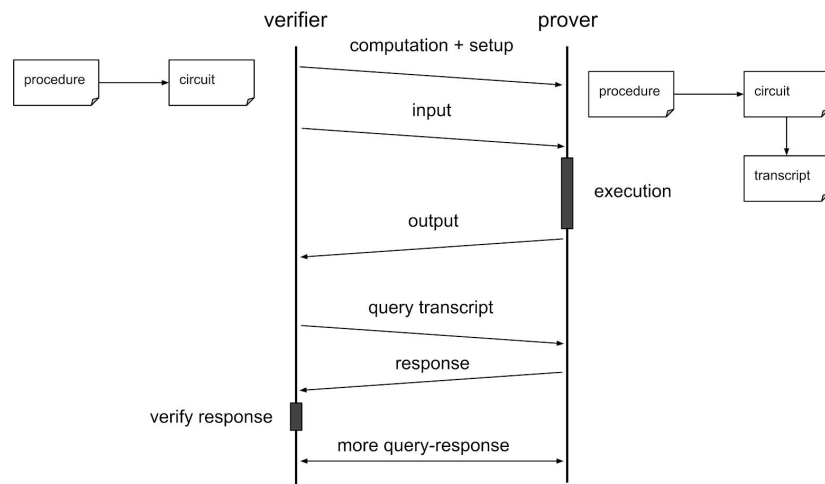 verifier
prover
computation + setup
procedure
circuit
procedure
circuit
input
transcript
execution
output
query transcript
response
verify response
more query-response